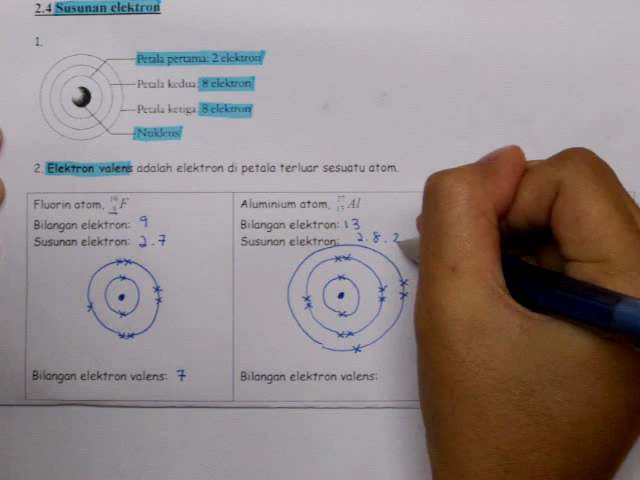 2.4 Susunan elektron
1.
Petala pertama: 2 elektron
Petala kedua: 8 elektron
Petala ketiga: 8 elektron
Nukleus
2. Elektron valens adalah elektron di petala terluar sesuatu atom.
Fluorin atom, 19 9 F
Bilangan elektron: 9
Susunan elektron: 2.7
Bilangan elektron valens: 7
Aluminium atom, 27 13 Al
Bilangan elektron: 13
Susunan elektron: 2.8.
Bilangan elektron valens: